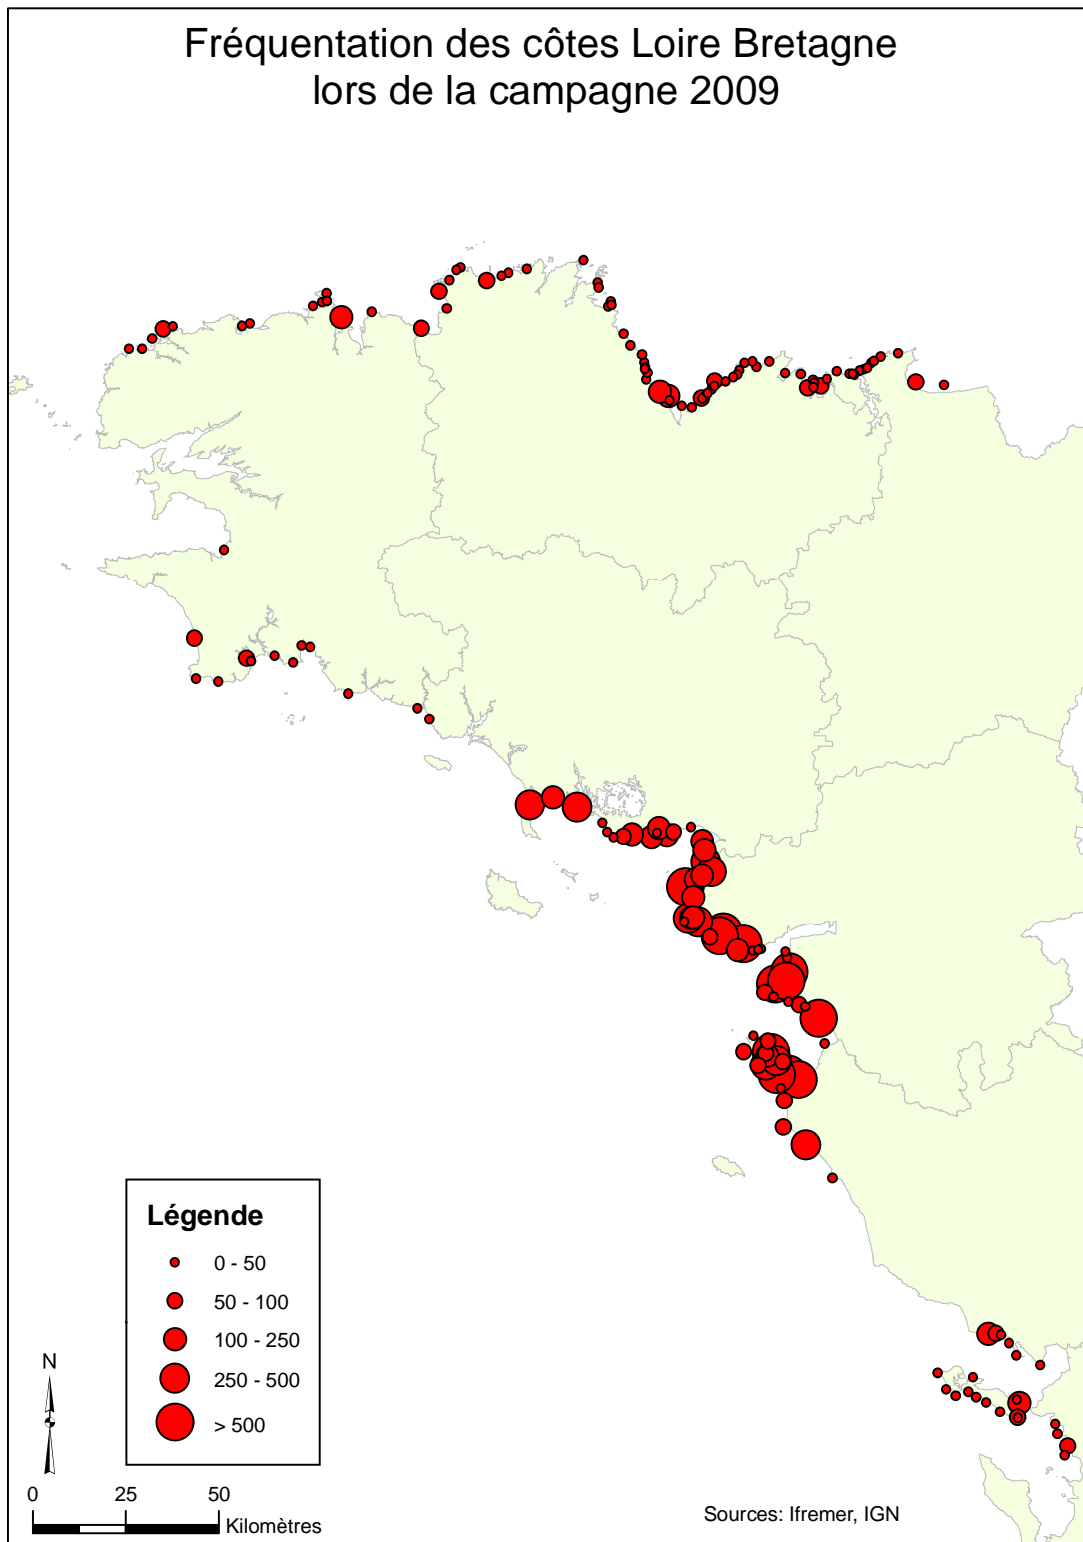 Fréquentation des côtes Loire Bretagne
lors de la campagne 2009
Légende
0 - 50
50 - 100
100 - 250
250 - 500
> 500
N
0 25 50
Kilomètres
Sources: Ifremer, IGN